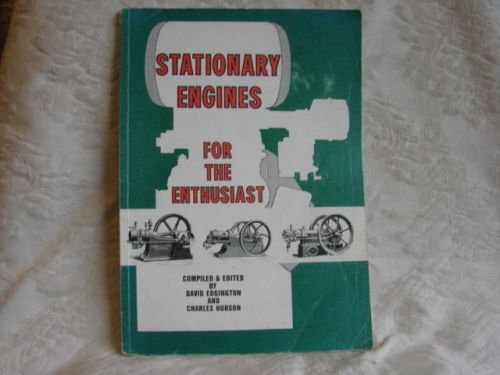 STATIONARY
ENGINES
FOR
THE
ENTHUSIAST
COMPILED & EDITED
BY
DAVID EDGINGTON
AND
CHARLES HUDSON